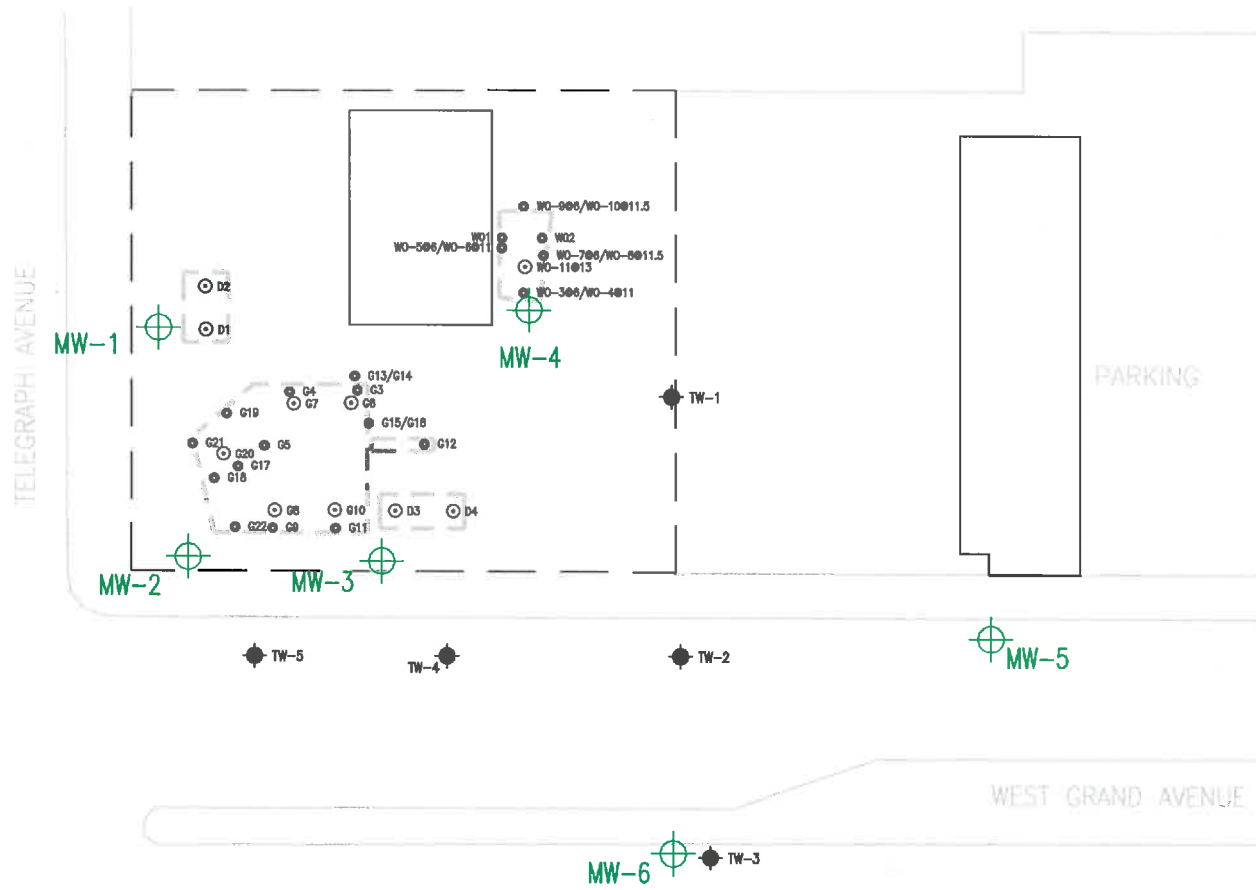 WO-9@6/WO-10@11.5
WO1
WO2
WO-5@6/WO-6@11
WO-7@6/WO-8@11.5
WO-11@13
TELEGRAPH AVENUE
D2
WO-3@6/WO-4@11
D1
MW-1
MW-4
G13/G14
PARKING
G4
G3
G7
G6
TW-1
G19
G15/G16
G21
G5
G12
G20
G17
G18
G8
G10
D3
D4
G22
G9
G11
MW-2
MW-3
TW-5
TW-4
TW-2
MW-5
WEST GRAND AVENUE
TW-3
MW-6